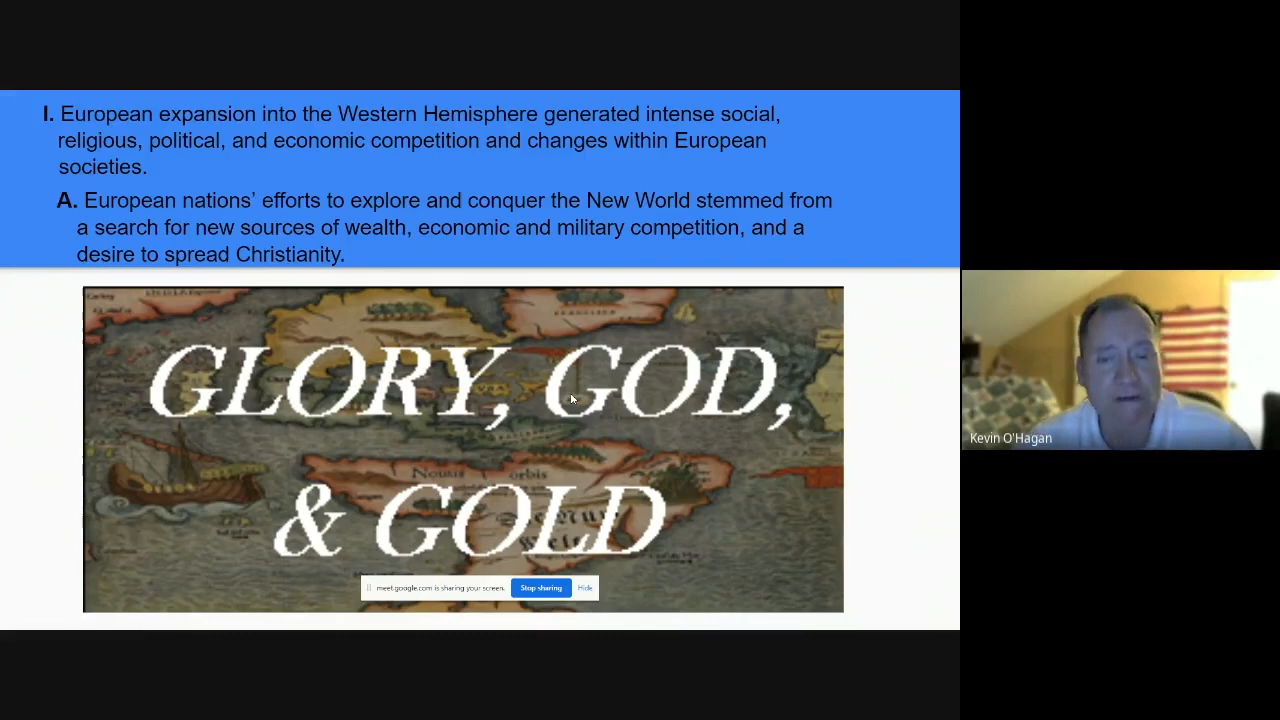 I. European expansion into the Western Hemisphere generated intense social,
religious, political, and economic competition and changes within European
societies.
A. European nations’ efforts to explore and conquer the New World stemmed from
a search for new sources of wealth, economic and military competition, and a
desire to spread Christianity.
GLORY, GOD,
Nouus orbis
& GOLD
meet.google.com is sharing your screen. Stop sharing Hide
Kevin O'Hagan